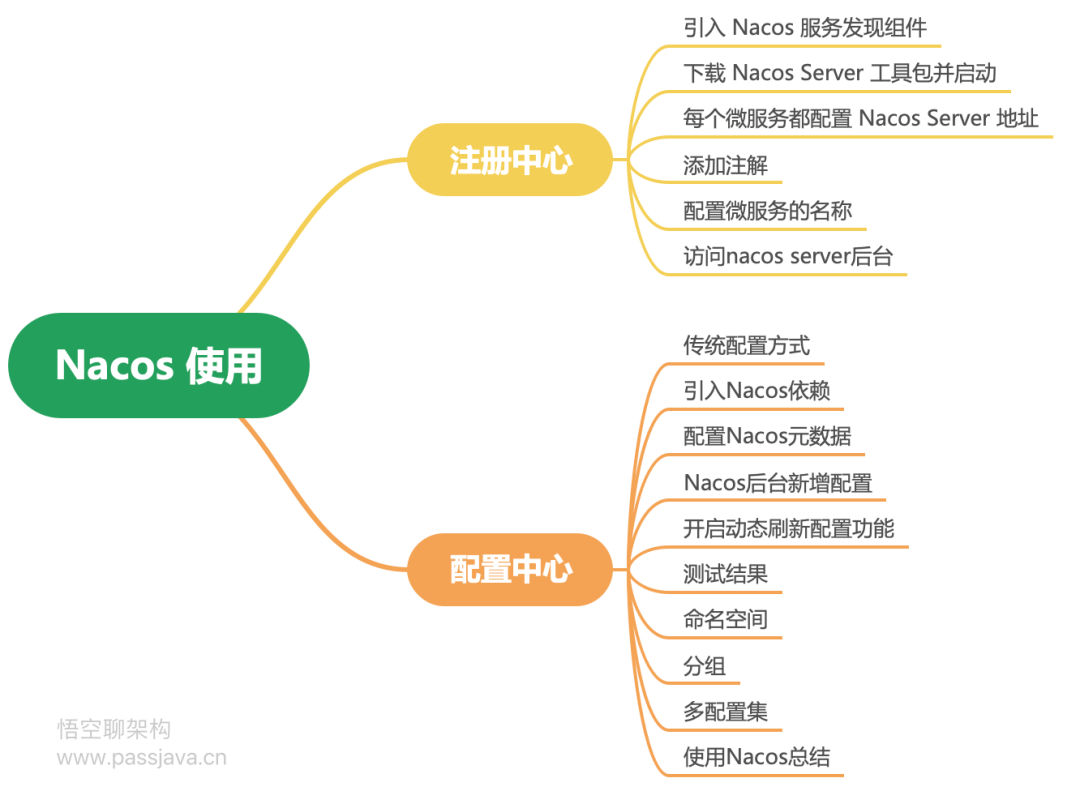 Nacos 使用
注册中心
引入 Nacos 服务发现组件
下载 Nacos Server 工具包并启动
每个微服务都配置 Nacos Server 地址
添加注解
配置微服务的名称
访问nacos server后台
配置中心
传统配置方式
引入Nacos依赖
配置Nacos元数据
Nacos后台新增配置
开启动态刷新配置功能
测试结果
命名空间
分组
多配置集
使用Nacos总结
悟空聊架构
www.passjava.cn